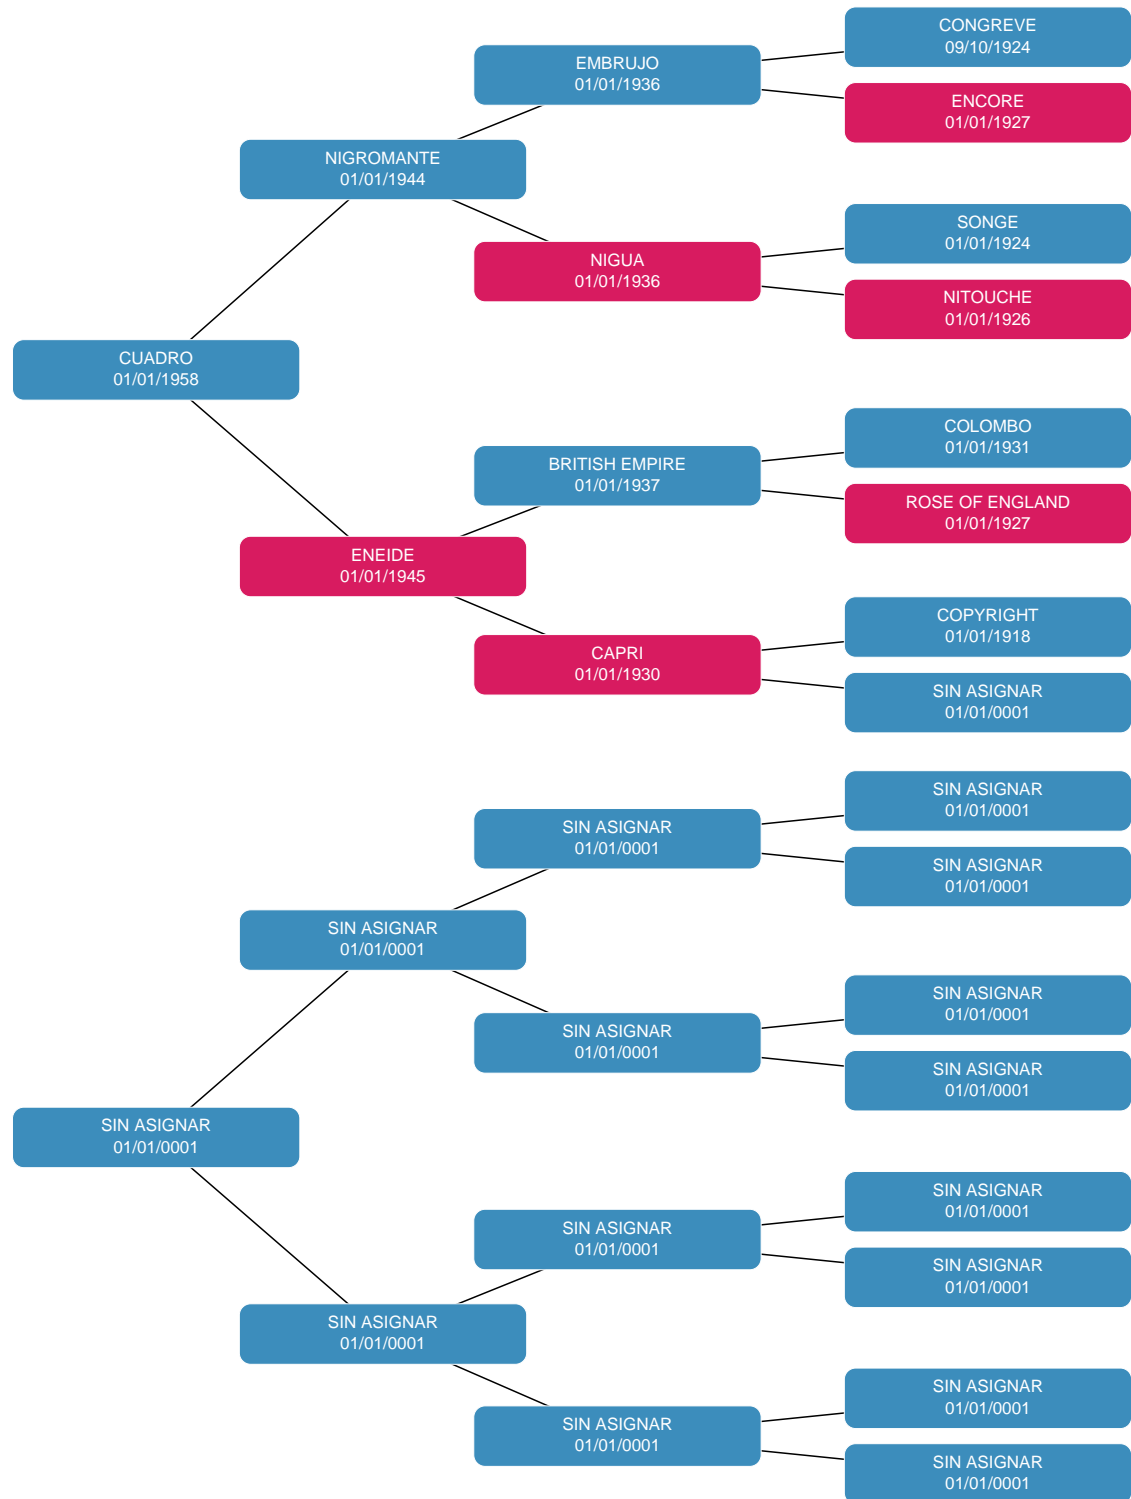 CONGREVE
09/10/1924
EMBRUJO
01/01/1936
ENCORE
01/01/1927
NIGROMANTE
01/01/1944
SONGE
01/01/1924
NIGUA
01/01/1936
NITOUCHE
01/01/1926
CUADRO
01/01/1958
COLOMBO
01/01/1931
BRITISH EMPIRE
01/01/1937
ROSE OF ENGLAND
01/01/1927
ENEIDE
01/01/1945
COPYRIGHT
01/01/1918
CAPRI
01/01/1930
SIN ASIGNAR
01/01/0001
SIN ASIGNAR
01/01/0001
SIN ASIGNAR
01/01/0001
SIN ASIGNAR
01/01/0001
SIN ASIGNAR
01/01/0001
SIN ASIGNAR
01/01/0001
SIN ASIGNAR
01/01/0001
SIN ASIGNAR
01/01/0001
SIN ASIGNAR
01/01/0001
SIN ASIGNAR
01/01/0001
SIN ASIGNAR
01/01/0001
SIN ASIGNAR
01/01/0001
SIN ASIGNAR
01/01/0001
SIN ASIGNAR
01/01/0001
SIN ASIGNAR
01/01/0001
SIN ASIGNAR
01/01/0001